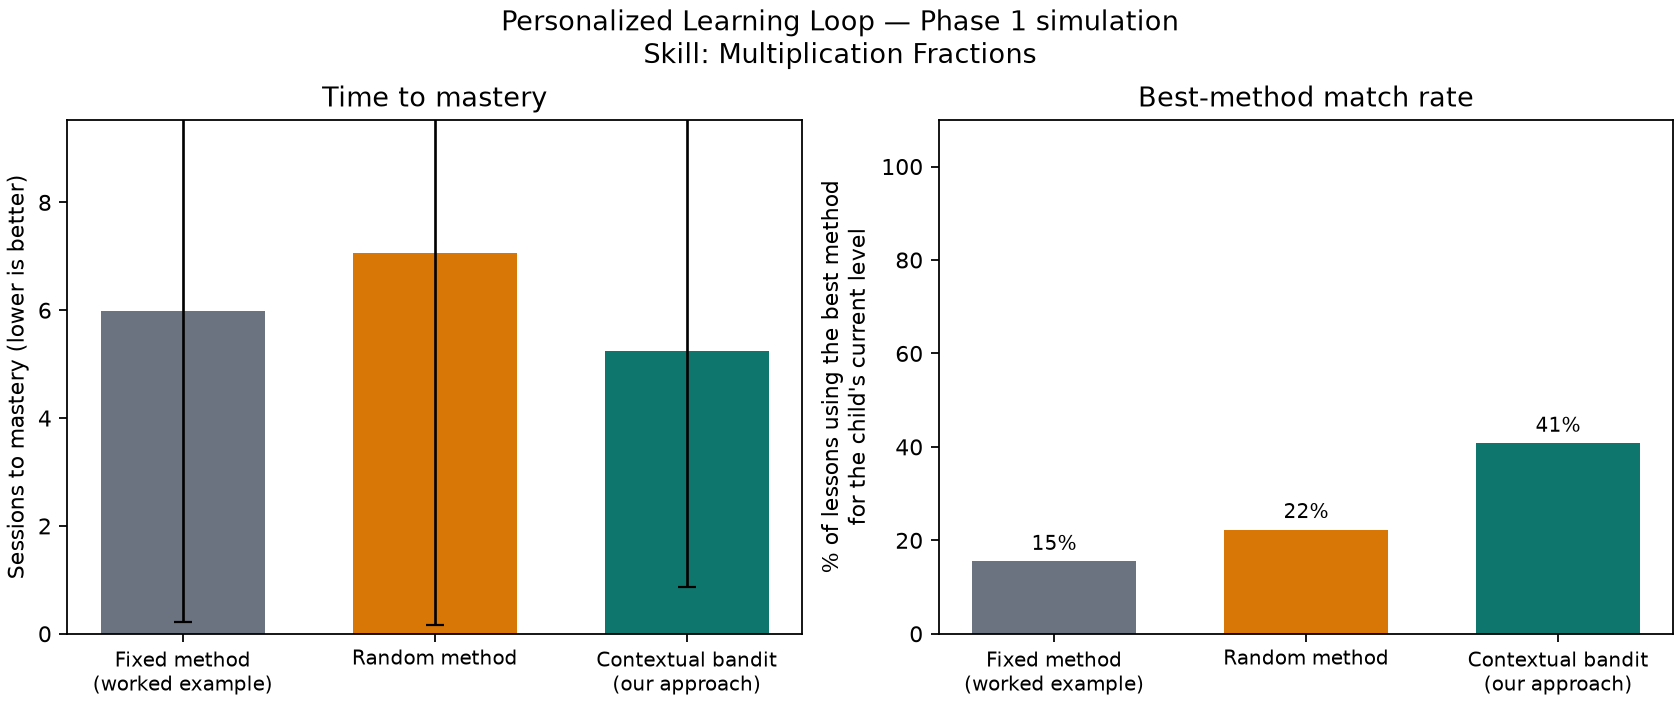 Personalized Learning Loop — Phase 1 simulation
Skill: Multiplication Fractions
Time to mastery
Sessions to mastery (lower is better)
8
6
4
2
0
Fixed method
(worked example)
Random method
Contextual bandit
(our approach)
Best-method match rate
% of lessons using the best method
for the child's current level
100
80
60
40
20
0
15%
22%
41%
Fixed method
(worked example)
Random method
Contextual bandit
(our approach)